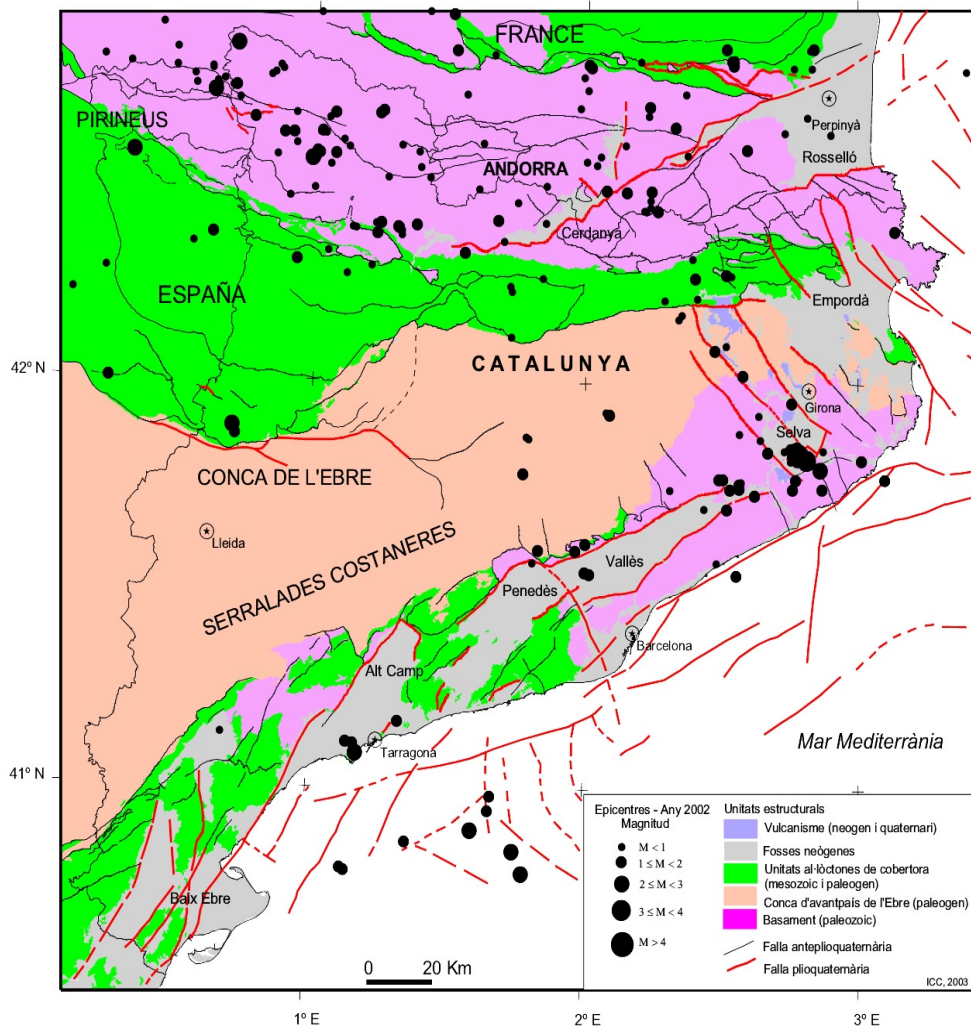 FRANCE
PIRINEUS
Perpinyà
ANDORRA
Rosselló
Cerdanya
ESPAÑA
Empordà
42º N
CATALUNYA
Girona
Selva
CONCA DE L'EBRE
Lleida
SERRALADES COSTANERES
Vallès
Penedès
Barcelona
Alt Camp
Tarragona
Mar Mediterrània
41º N
Baix Ebre
Epicentres - Any 2002
Magnitud
M < 1
1 ≤ M < 2
2 ≤ M < 3
3 ≤ M < 4
M > 4
Unitats estructurals
Vulcanisme (neogen i quaternari)
Fosses neògenes
Unitats al·lòctones de cobertora
(mesozoic i paleogen)
Conca d'avantpaís de l'Ebre (paleogen)
Basament (paleozoic)
Falla anteplioquaternària
Falla plioquaternària
ICC, 2003
0 20 Km
1º E
2º E
3º E